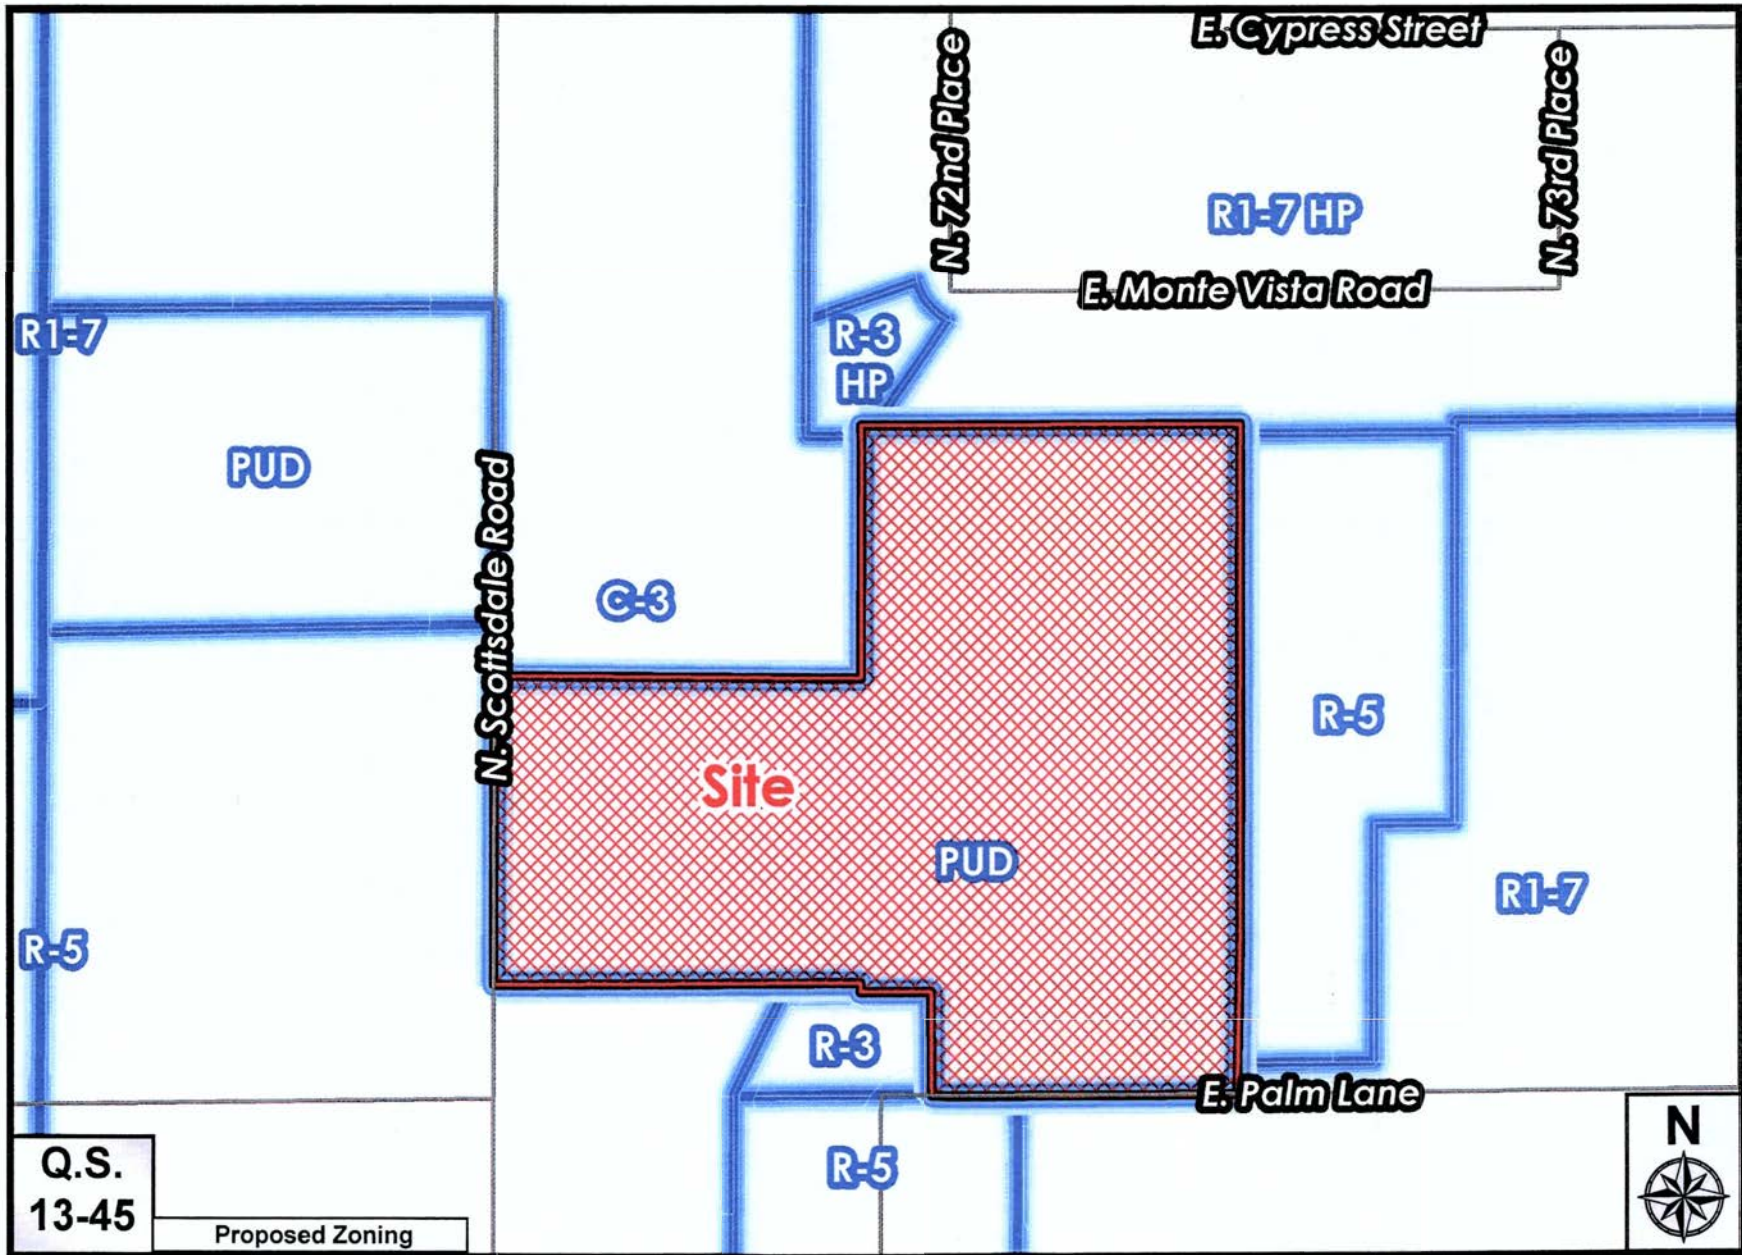 E. Cypress Street
N. 72nd Place
N. 73rd Place
R1-7 HP
E. Monte Vista Road
R1-7
R-3
HP
PUD
N. Scottsdale Road
C-3
R-5
Site
PUD
R1-7
R-5
R-3
E. Palm Lane
R-5
Q.S.
13-45
Proposed Zoning
N